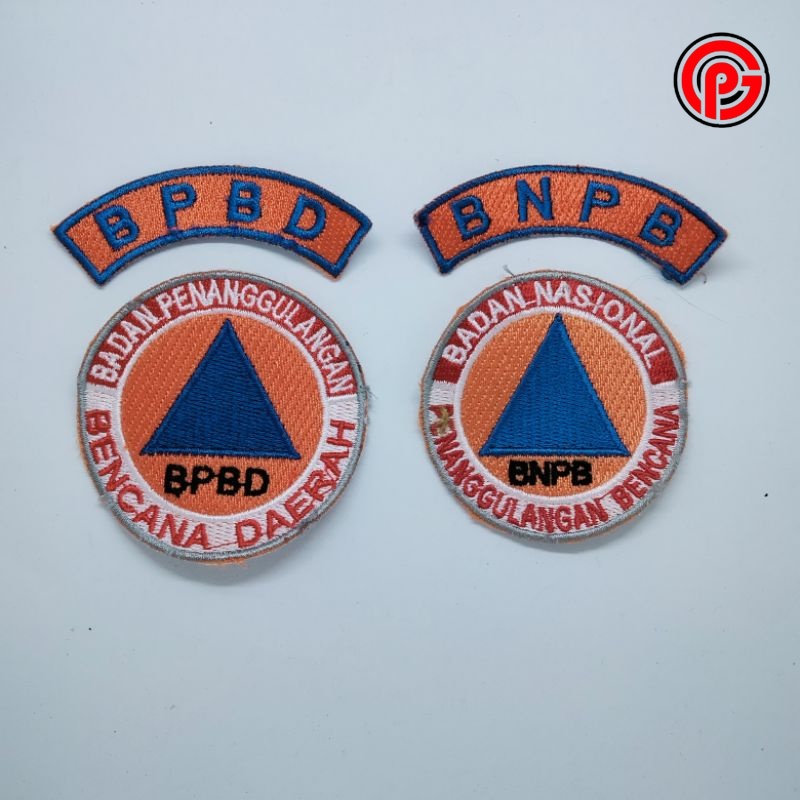 BPBD
BADAN PENANGGULANGAN
BENCANA DAERAH
BPBD
BNPB
BADAN NASIONAL
PENANGGULANGAN BENCANA
BNPB